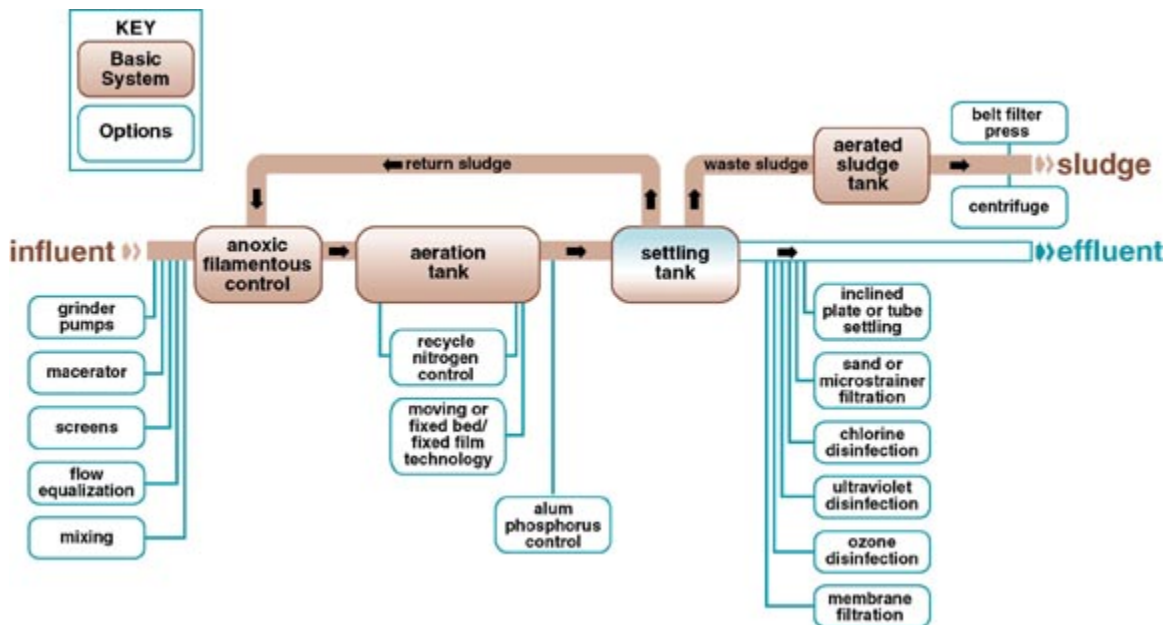 KEY
Basic
System
Options
return sludge
waste sludge
aerated
sludge
tank
belt filter
press
sludge
centrifuge
influent
anoxic
filamentous
control
aeration
tank
settling
tank
effluent
grinder
pumps
macerator
screens
flow
equalization
mixing
recycle
nitrogen
control
moving or
fixed bed/
fixed film
technology
alum
phosphorus
control
inclined
plate or tube
settling
sand or
microstrainer
filtration
chlorine
disinfection
ultraviolet
disinfection
ozone
disinfection
membrane
filtration